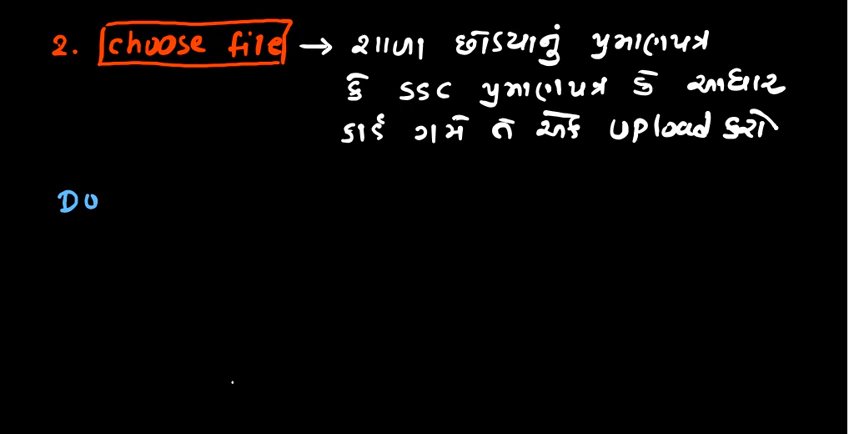 2. choose file → શાળા છોડયાનું પ્રમાણપત્ર
કે SSC પ્રમાણપત્ર કે આધાર
કાર્ડ ગમે તે એક upload કરો
DO